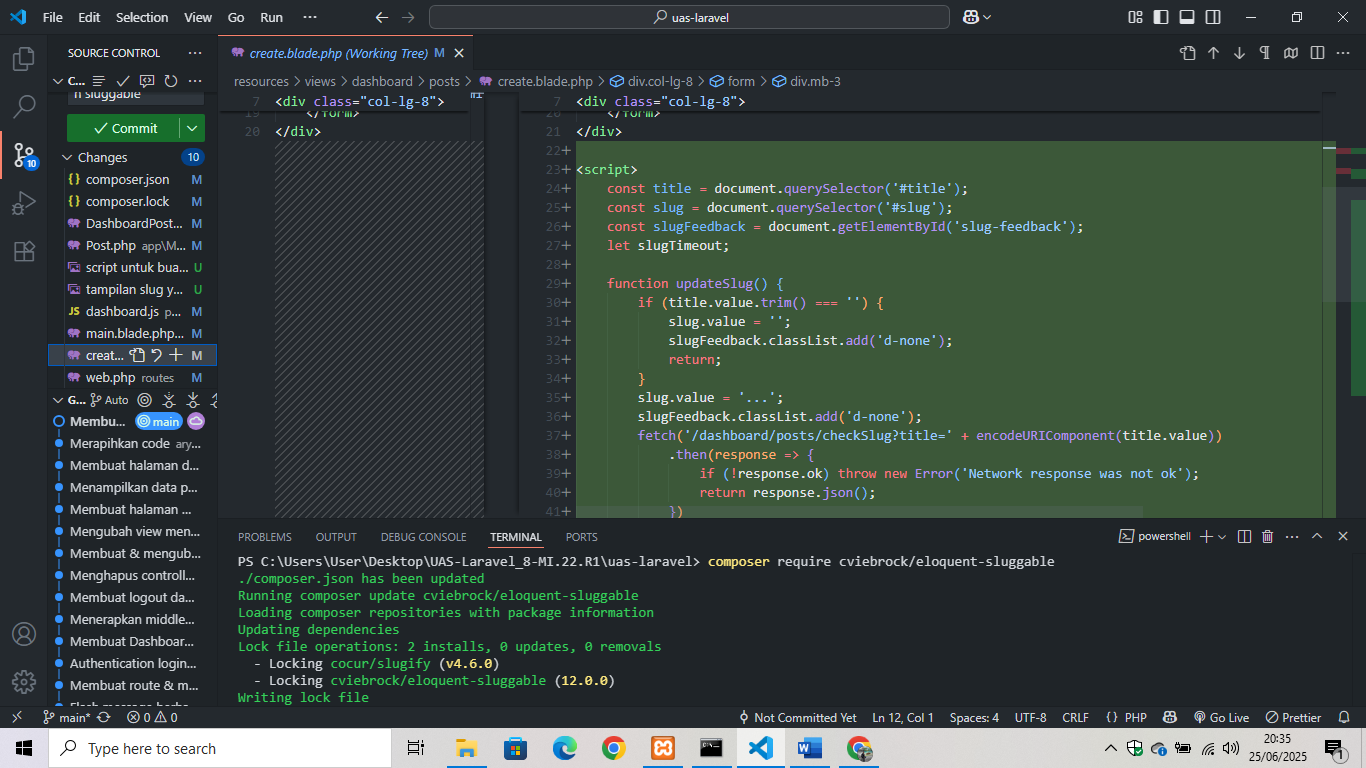 File Edit Selection View Go Run ··· uas-laravel
SOURCE CONTROL ···
create.blade.php (Working Tree) M
C... ···
resources > views > dashboard > posts > create.blade.php > div.col-lg-8 > form > div.mb-3
n sluggable
Commit
Changes 10
composer.json M
composer.lock M
DashboardPost... M
Post.php app\M... M
script untuk bua... U
tampilan slug y... U
dashboard.js p... M
main.blade.php... M
creat... M
web.php routes M
10
G... Auto
Membu... main
Merapihkan code ary...
Membuat halaman d...
Menampilkan data p...
Membuat halaman ...
Mengubah view men...
Membuat & mengub...
Menghapus controll...
Membuat logout da...
Menerapkan middle...
Membuat Dashboar...
Authentication login...
Membuat route & m...
Flash message berha...
7 <div class="col-lg-8">
19 </form>
20 </div>
7 <div class="col-lg-8">
20 </form>
21 </div>
22+
23+ <script>
24+ const title = document.querySelector('#title');
25+ const slug = document.querySelector('#slug');
26+ const slugFeedback = document.getElementById('slug-feedback');
27+ let slugTimeout;
28+
29+ function updateSlug() {
30+ if (title.value.trim() === '') {
31+ slug.value = '';
32+ slugFeedback.classList.add('d-none');
33+ return;
34+ }
35+ slug.value = '...';
36+ slugFeedback.classList.add('d-none');
37+ fetch('/dashboard/posts/checkSlug?title=' + encodeURIComponent(title.value))
38+ .then(response => {
39+ if (!response.ok) throw new Error('Network response was not ok');
40+ return response.json();
41+ })
PROBLEMS OUTPUT DEBUG CONSOLE TERMINAL PORTS powershell ···
PS C:\Users\User\Desktop\UAS-Laravel_8-MI.22.R1\uas-laravel> composer require cviebrock/eloquent-sluggable
./composer.json has been updated
Running composer update cviebrock/eloquent-sluggable
Loading composer repositories with package information
Updating dependencies
Lock file operations: 2 installs, 0 updates, 0 removals
- Locking cocur/slugify (v4.6.0)
- Locking cviebrock/eloquent-sluggable (12.0.0)
Writing lock file
main* 0 0 Not Committed Yet Ln 12, Col 1 Spaces: 4 UTF-8 CRLF {} PHP Go Live Prettier
Type here to search
20:35
25/06/2025
1